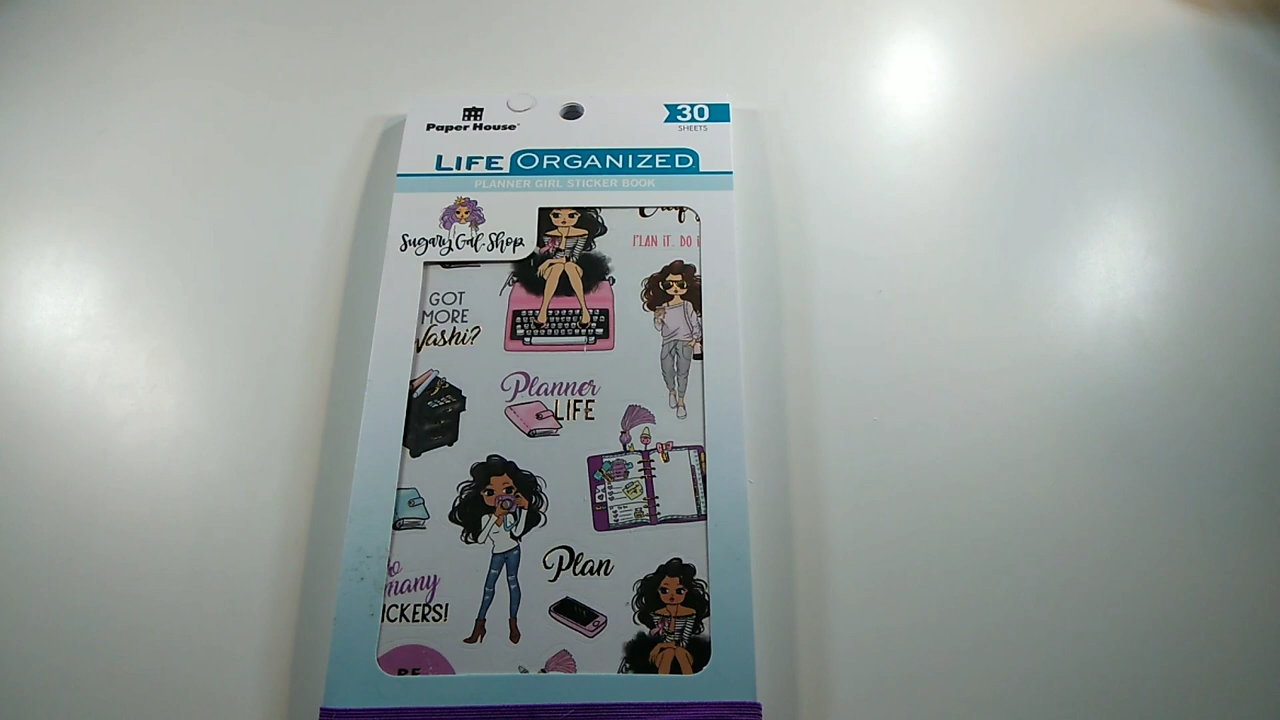 Paper House
30
SHEETS
LIFE ORGANIZED
PLANNER GIRL STICKER BOOK
Sugary Gal Shop
PLAN IT. DO
GOT
MORE
Washi?
Planner
LIFE
Plan
many
ICKERS!
BE